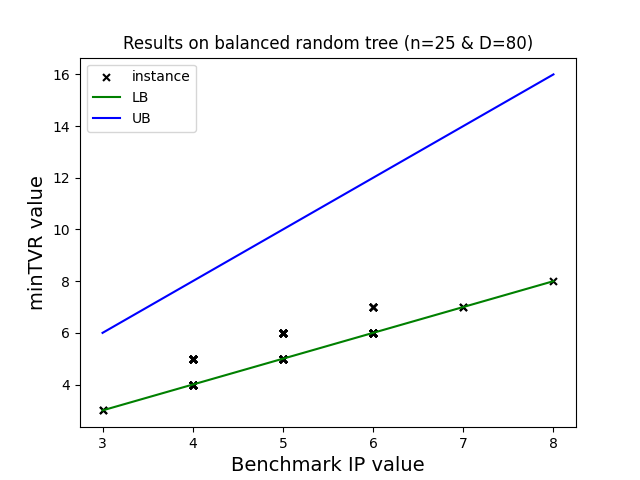 Results on balanced random tree (n=25 & D=80)
instance
LB
UB
16
14
12
10
8
6
4
minTVR value
3 4 5 6 7 8
Benchmark IP value